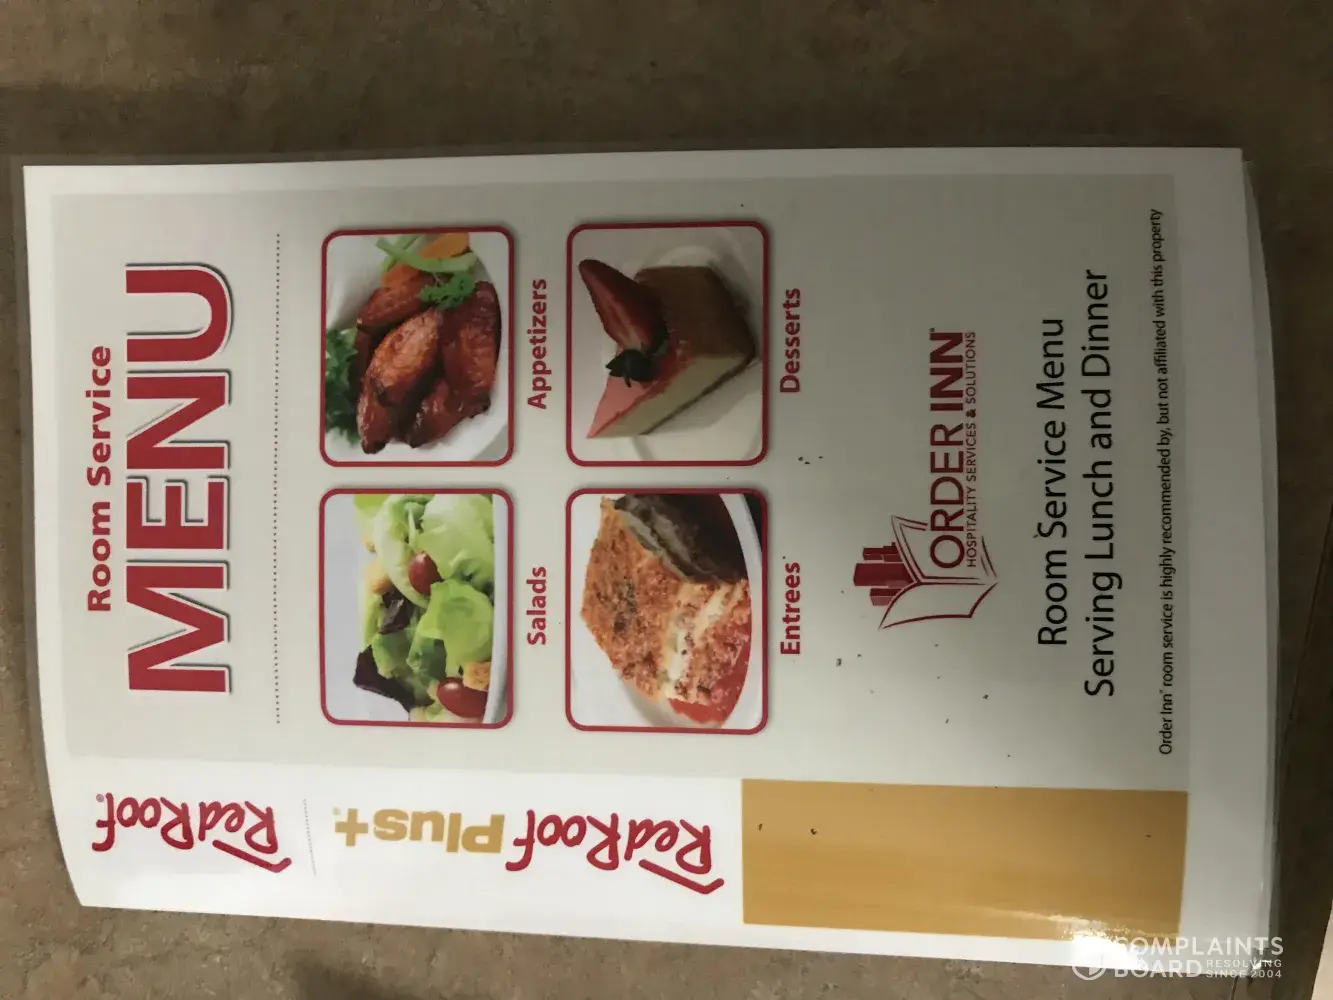 Room Service
MENU
Salads
Appetizers
Entrees
Desserts
ORDER INN®
HOSPITALITY SERVICES & SOLUTIONS
Room Service Menu
Serving Lunch and Dinner
Order Inn® room service is highly recommended by, but not affiliated with this property
RedRoof®
RedRoof Plus+®
COMPLAINTS
BOARD RESOLVING
SINCE 2004